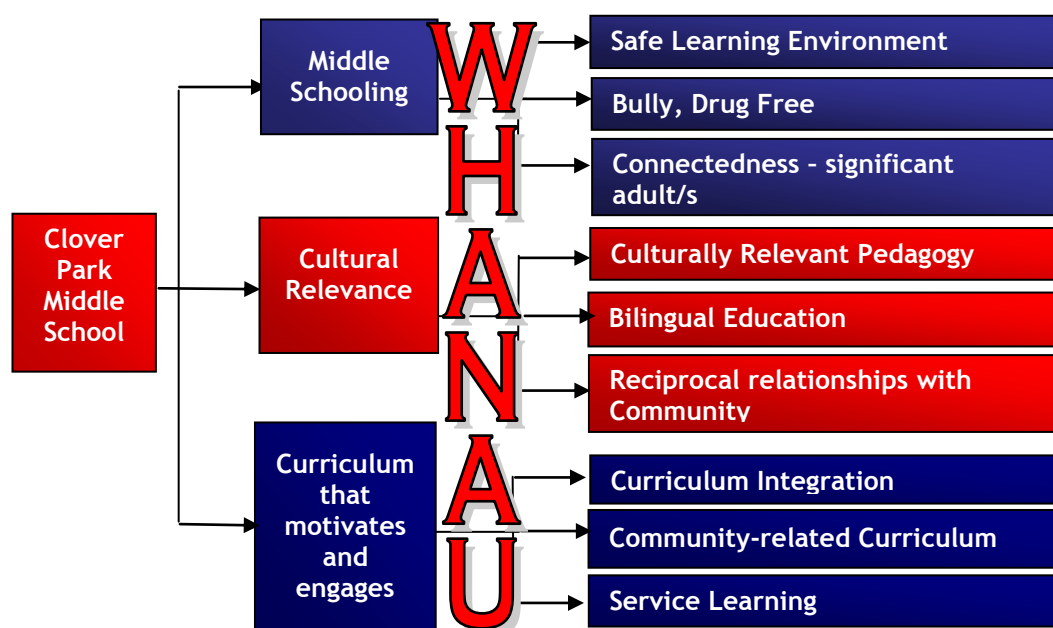 Clover
Park
Middle
School
Middle
Schooling
Cultural
Relevance
Curriculum
that
motivates
and
engages
W
H
A
N
A
U
Safe Learning Environment
Bully, Drug Free
Connectedness – significant
adult/s
Culturally Relevant Pedagogy
Bilingual Education
Reciprocal relationships with
Community
Curriculum Integration
Community-related Curriculum
Service Learning